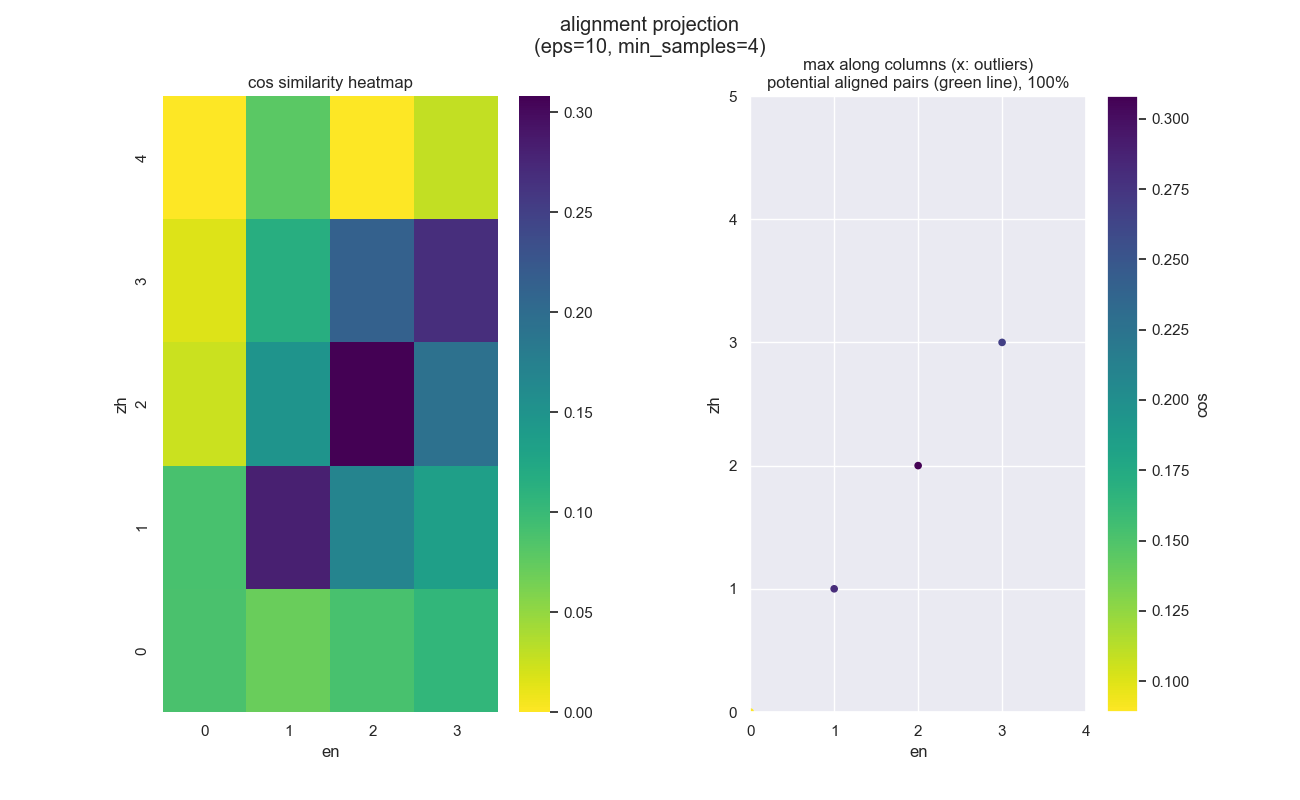 alignment projection
(eps=10, min_samples=4)
cos similarity heatmap
4
3
2
1
0
zh
0 1 2 3
en
0.30
0.25
0.20
0.15
0.10
0.05
0.00
max along columns (x: outliers)
potential aligned pairs (green line), 100%
5
4
3
2
1
0
zh
0 1 2 3 4
en
0.300
0.275
0.250
0.225
0.200
0.175
0.150
0.125
0.100
cos